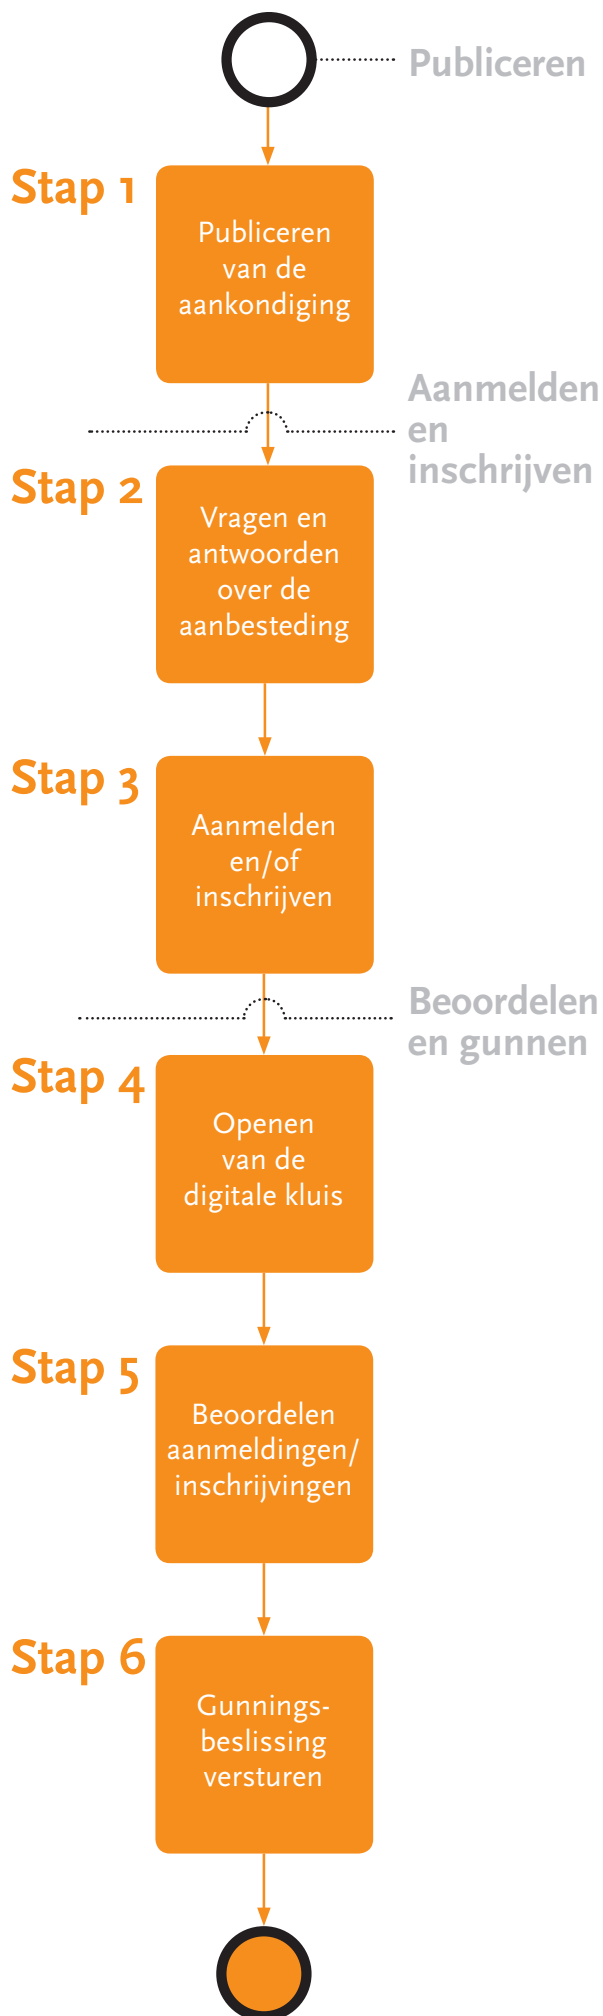 Publiceren
Stap 1
Publiceren
van de
aankondiging
Aanmelden
en
inschrijven
Stap 2
Vragen en
antwoorden
over de
aanbesteding
Stap 3
Aanmelden
en/of
inschrijven
Beoordelen
en gunnen
Stap 4
Openen
van de
digitale kluis
Stap 5
Beoordelen
aanmeldingen/
inschrijvingen
Stap 6
Gunnings-
beslissing
versturen